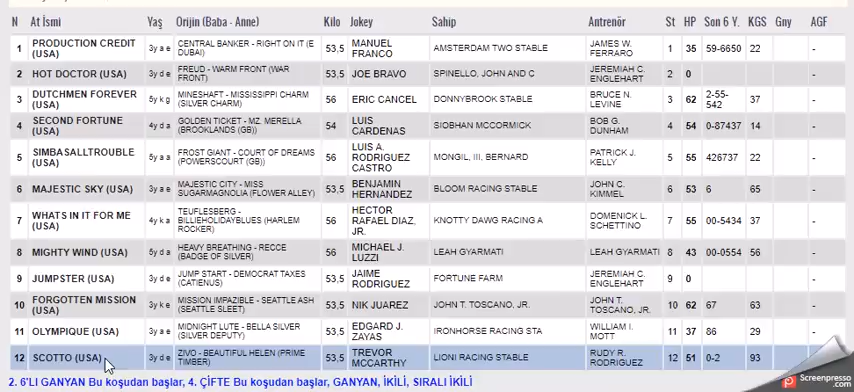 N At İsmi Yaş Orijin (Baba - Anne) Kilo Jokey Sahip Antrenör St HP Son 6 Y. KGS Gny AGF
1 PRODUCTION CREDIT (USA) 3y a e CENTRAL BANKER - RIGHT ON IT (E DUBAI) 53,5 MANUEL FRANCO AMSTERDAM TWO STABLE JAMES W. FERRARO 1 35 59-6650 22 -
2 HOT DOCTOR (USA) 3y d e FREUD - WARM FRONT (WAR FRONT) 53,5 JOE BRAVO SPINELLO, JOHN AND C JEREMIAH C. ENGLEHART 2 0 -
3 DUTCHMEN FOREVER (USA) 5y k g MINESHAFT - MISSISSIPPI CHARM (SILVER CHARM) 56 ERIC CANCEL DONNYBROOK STABLE BRUCE N. LEVINE 3 62 2-55-542 37 -
4 SECOND FORTUNE (USA) 4y d a GOLDEN TICKET - MZ. MERELLA (BROOKLANDS (GB)) 54 LUIS CARDENAS SIOBHAN MCCORMICK BOB G. DUNHAM 4 54 0-87437 14 -
5 SIMBASALLTROUBLE (USA) 5y a a FROST GIANT - COURT OF DREAMS (POWERSCOURT (GB)) 56 LUIS A. RODRIGUEZ CASTRO MONGIL, III, BERNARD PATRICK J. KELLY 5 55 426737 22 -
6 MAJESTIC SKY (USA) 3y a e MAJESTIC CITY - MISS SUGARMAGNOLIA (FLOWER ALLEY) 53,5 BENJAMIN HERNANDEZ BLOOM RACING STABLE JOHN C. KIMMEL 6 53 6 65 -
7 WHATS IN IT FOR ME (USA) 4y k a TEUFLESBERG - BILLIEHOLIDAYBLUES (HARLEM ROCKER) 56 HECTOR RAFAEL DIAZ, JR. KNOTTY DAWG RACING A DOMENICK L. SCHETTINO 7 55 00-5434 37 -
8 MIGHTY WIND (USA) 5y d a HEAVY BREATHING - RECCE (BADGE OF SILVER) 56 MICHAEL J. LUZZI LEAH GYARMATI LEAH GYARMATI 8 43 00-0554 56 -
9 JUMPSTER (USA) 3y d e JUMP START - DEMOCRAT TAXES (CATIENUS) 53,5 JAIME RODRIGUEZ FORTUNE FARM JEREMIAH C. ENGLEHART 9 0 -
10 FORGOTTEN MISSION (USA) 3y k e MISSION IMPAZIBLE - SEATTLE ASH (SEATTLE SLEET) 53,5 NIK JUAREZ JOHN T. TOSCANO, JR. JOHN T. TOSCANO, JR. 10 62 67 63 -
11 OLYMPIQUE (USA) 3y a e MIDNIGHT LUTE - BELLA SILVER (SILVER DEPUTY) 53,5 EDGARD J. ZAYAS IRONHORSE RACING STA WILLIAM I. MOTT 11 37 86 29 -
12 SCOTTO (USA) 3y d e ZIVO - BEAUTIFUL HELEN (PRIME TIMBER) 53,5 TREVOR MCCARTHY LIONI RACING STABLE RUDY R. RODRIGUEZ 12 51 0-2 93 -
2. 6'LI GANYAN Bu koşudan başlar, 4. ÇİFTE Bu koşudan başlar, GANYAN, İKİLİ, SIRALI İKİLİ
Screenpresso.com